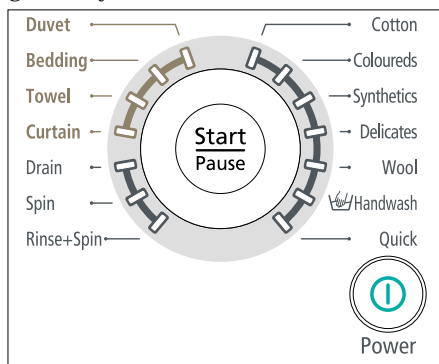 Duvet
Bedding
Towel
Curtain
Drain
Spin
Rinse+Spin
Start
Pause
Cotton
Coloureds
Synthetics
Delicates
Wool
Handwash
Quick
Power